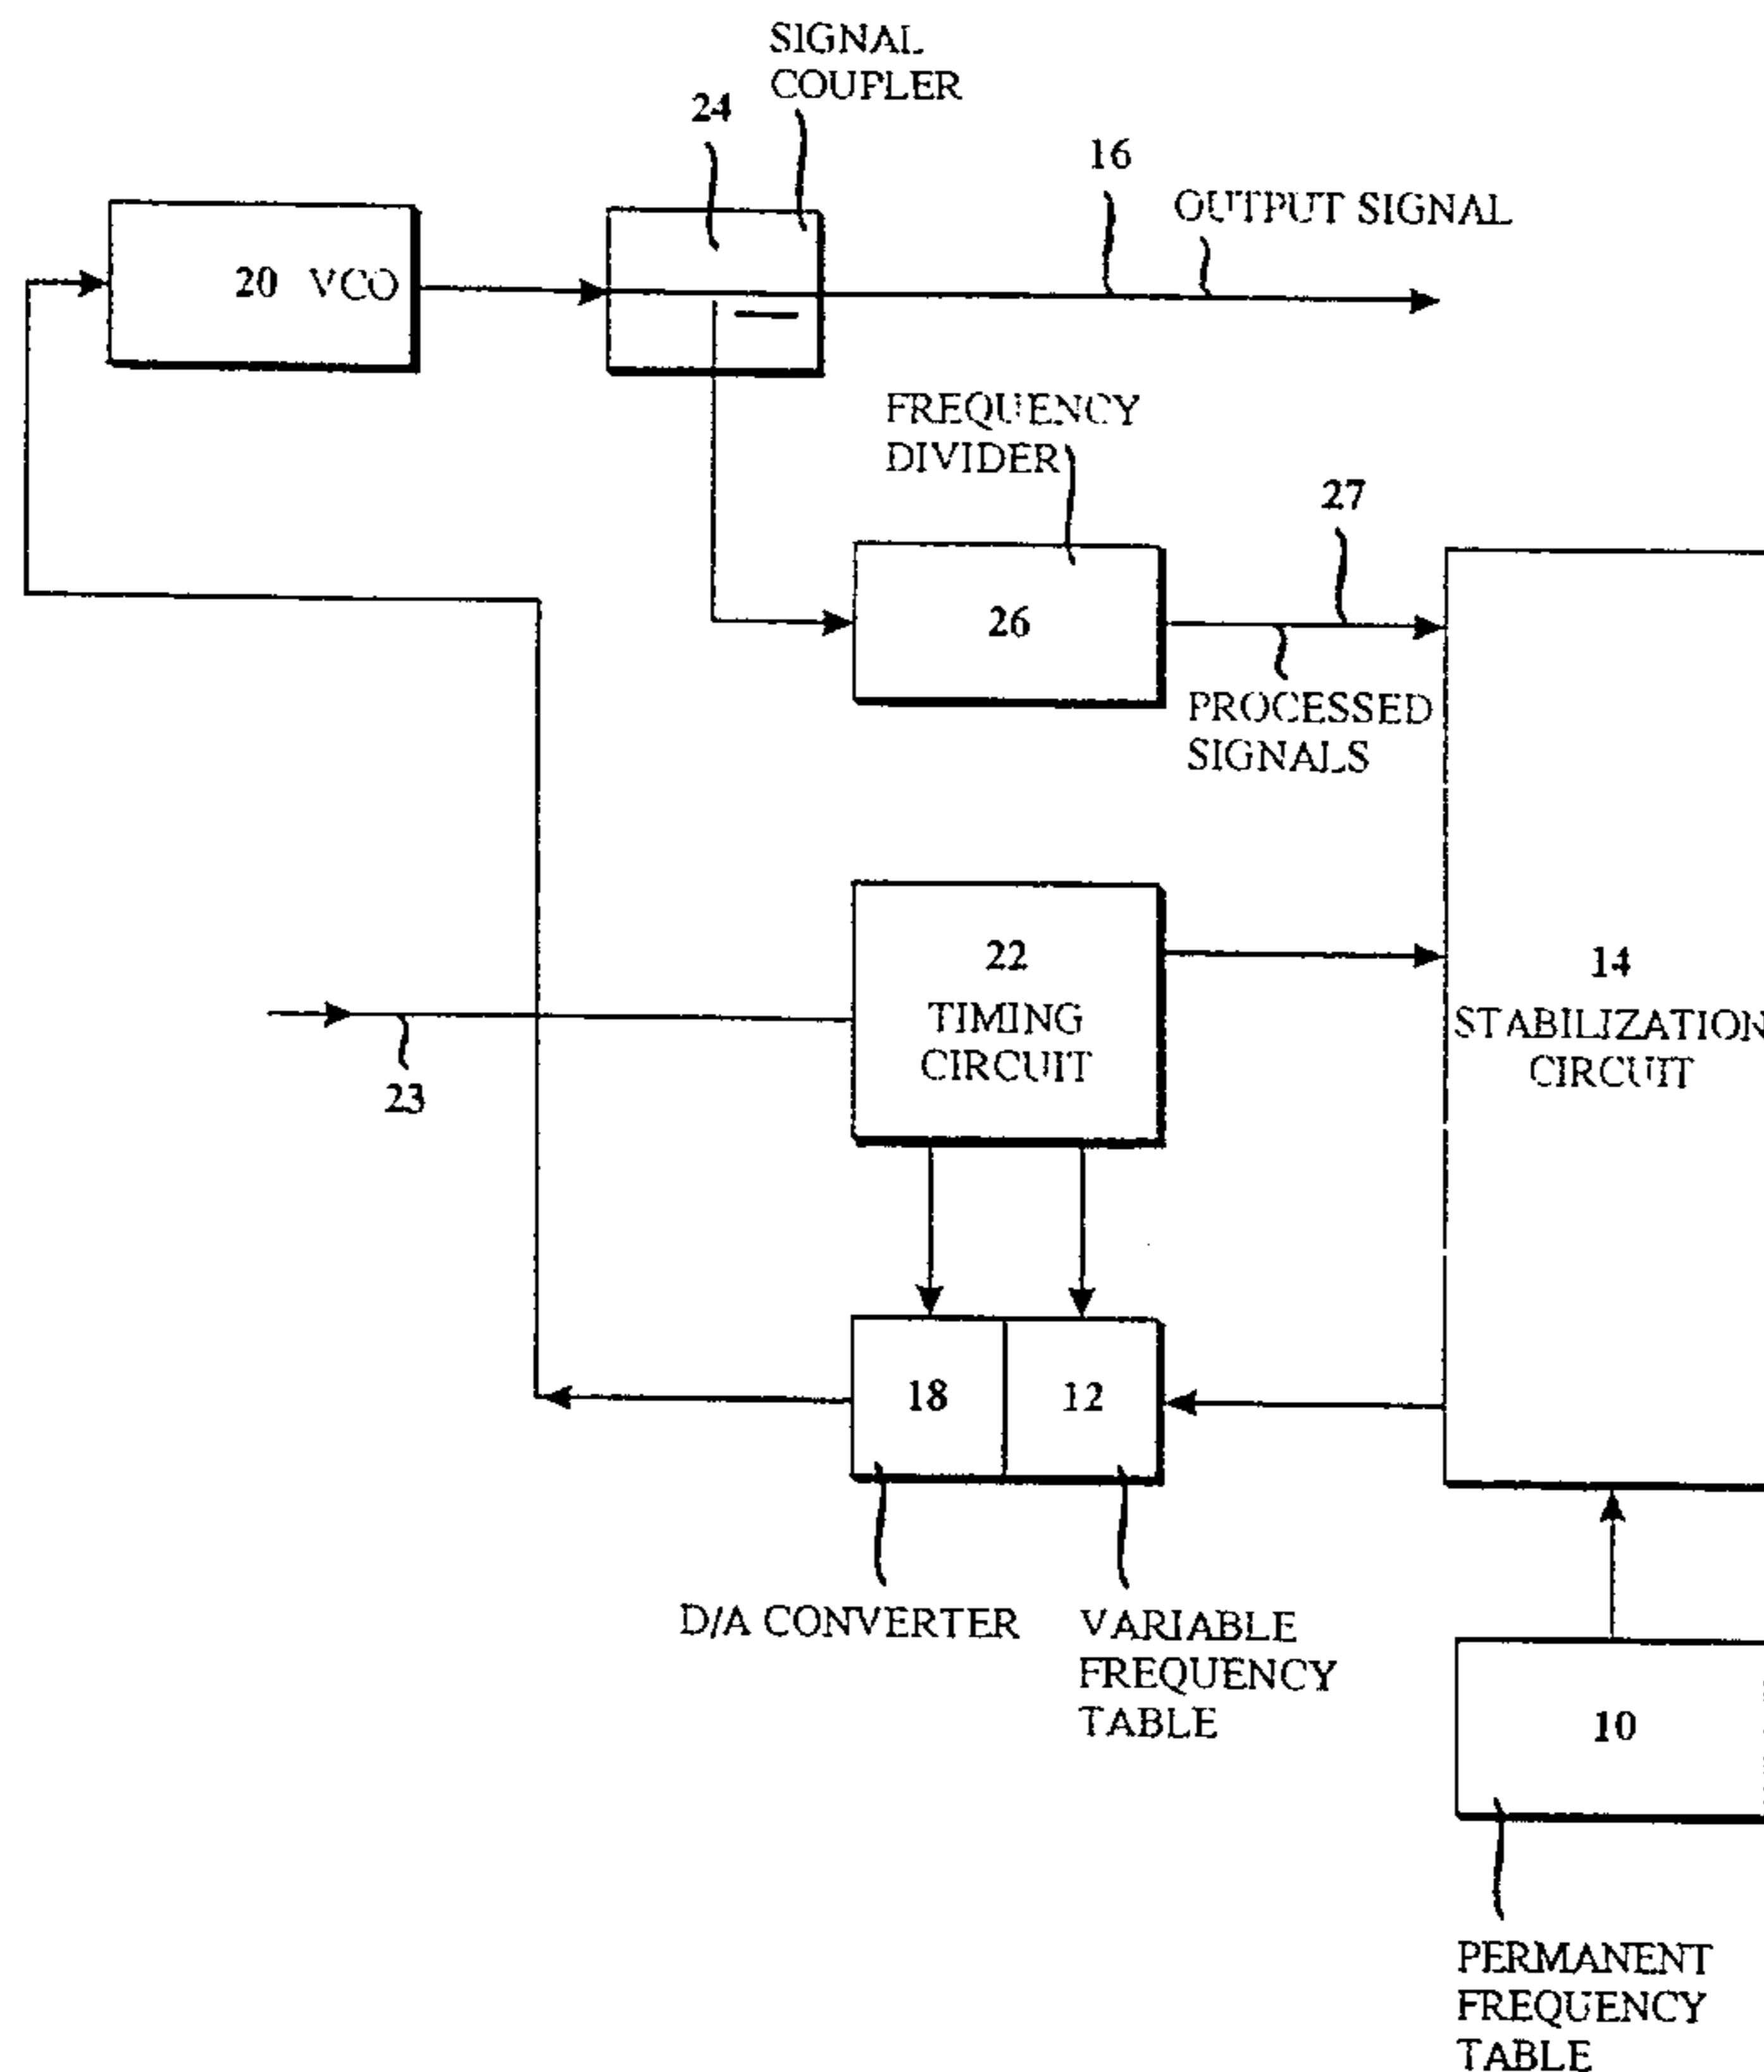 SIGNAL
COUPLER
24
16
OUTPUT SIGNAL
20 VCO
FREQUENCY
DIVIDER
27
26
PROCESSED
SIGNALS
22
TIMING
CIRCUIT
14
STABILIZATION
CIRCUIT
23
18
12
D/A CONVERTER
VARIABLE
FREQUENCY
TABLE
10
PERMANENT
FREQUENCY
TABLE